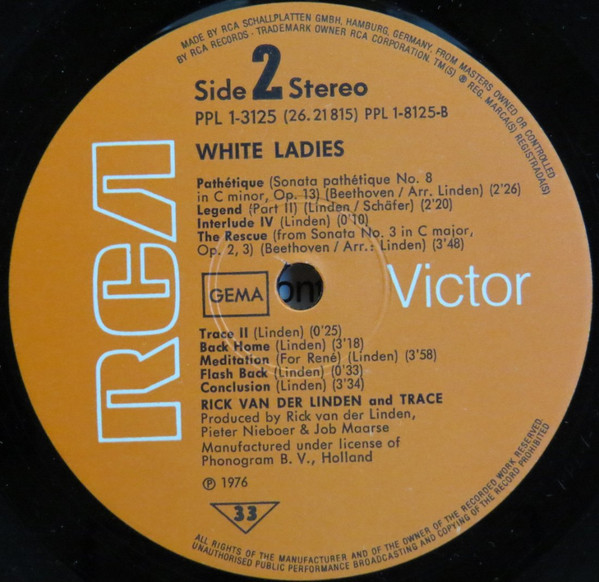 MADE BY RCA SCHALLPLATTEN GMBH, HAMBURG, GERMANY, FROM MASTERS OWNED OR CONTROLLED
BY RCA RECORDS · TRADEMARK OWNER RCA CORPORATION. TM(S) ® REG. MARCA(S) REGISTRADA(S)
Side 2 Stereo
PPL 1-3125 (26.21815) PPL 1-8125-B
WHITE LADIES
Pathétique (Sonata pathétique No. 8
in C minor, Op. 13) (Beethoven / Arr. Linden) (2'26)
Legend (Part II) (Linden / Schäfer) (2'20)
Interlude IV (Linden) (0'10)
The Rescue (from Sonata No. 3 in C major,
Op. 2, 3) (Beethoven / Arr.: Linden) (3'48)
RCA
GEMA
Victor
Trace II (Linden) (0'25)
Back Home (Linden) (3'18)
Meditation (For René) (Linden) (3'58)
Flash Back (Linden) (0'33)
Conclusion (Linden) (3'34)
RICK VAN DER LINDEN and TRACE
Produced by Rick van der Linden,
Pieter Nieboer & Job Maarse
Manufactured under license of
Phonogram B. V., Holland
℗ 1976
33
ALL RIGHTS OF THE MANUFACTURER AND OF THE OWNER OF THE RECORDED WORK RESERVED.
UNAUTHORISED PUBLIC PERFORMANCE BROADCASTING AND COPYING OF THE RECORD PROHIBITED